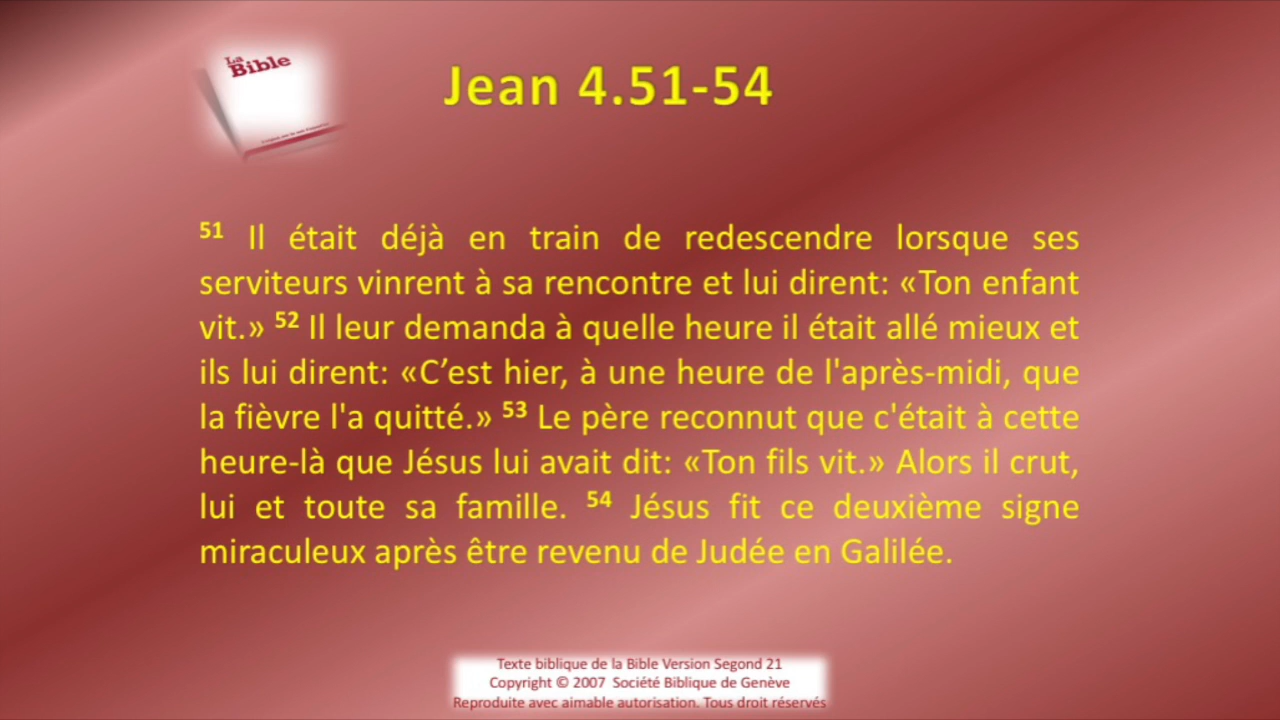 La
Bible
Jean 4.51-54
51 Il était déjà en train de redescendre lorsque ses
serviteurs vinrent à sa rencontre et lui dirent: «Ton enfant
vit.» 52 Il leur demanda à quelle heure il était allé mieux et
ils lui dirent: «C’est hier, à une heure de l'après-midi, que
la fièvre l'a quitté.» 53 Le père reconnut que c'était à cette
heure-là que Jésus lui avait dit: «Ton fils vit.» Alors il crut,
lui et toute sa famille. 54 Jésus fit ce deuxième signe
miraculeux après être revenu de Judée en Galilée.
Texte biblique de la Bible Version Segond 21
Copyright © 2007 Société Biblique de Genève
Reproduite avec aimable autorisation. Tous droit réservés